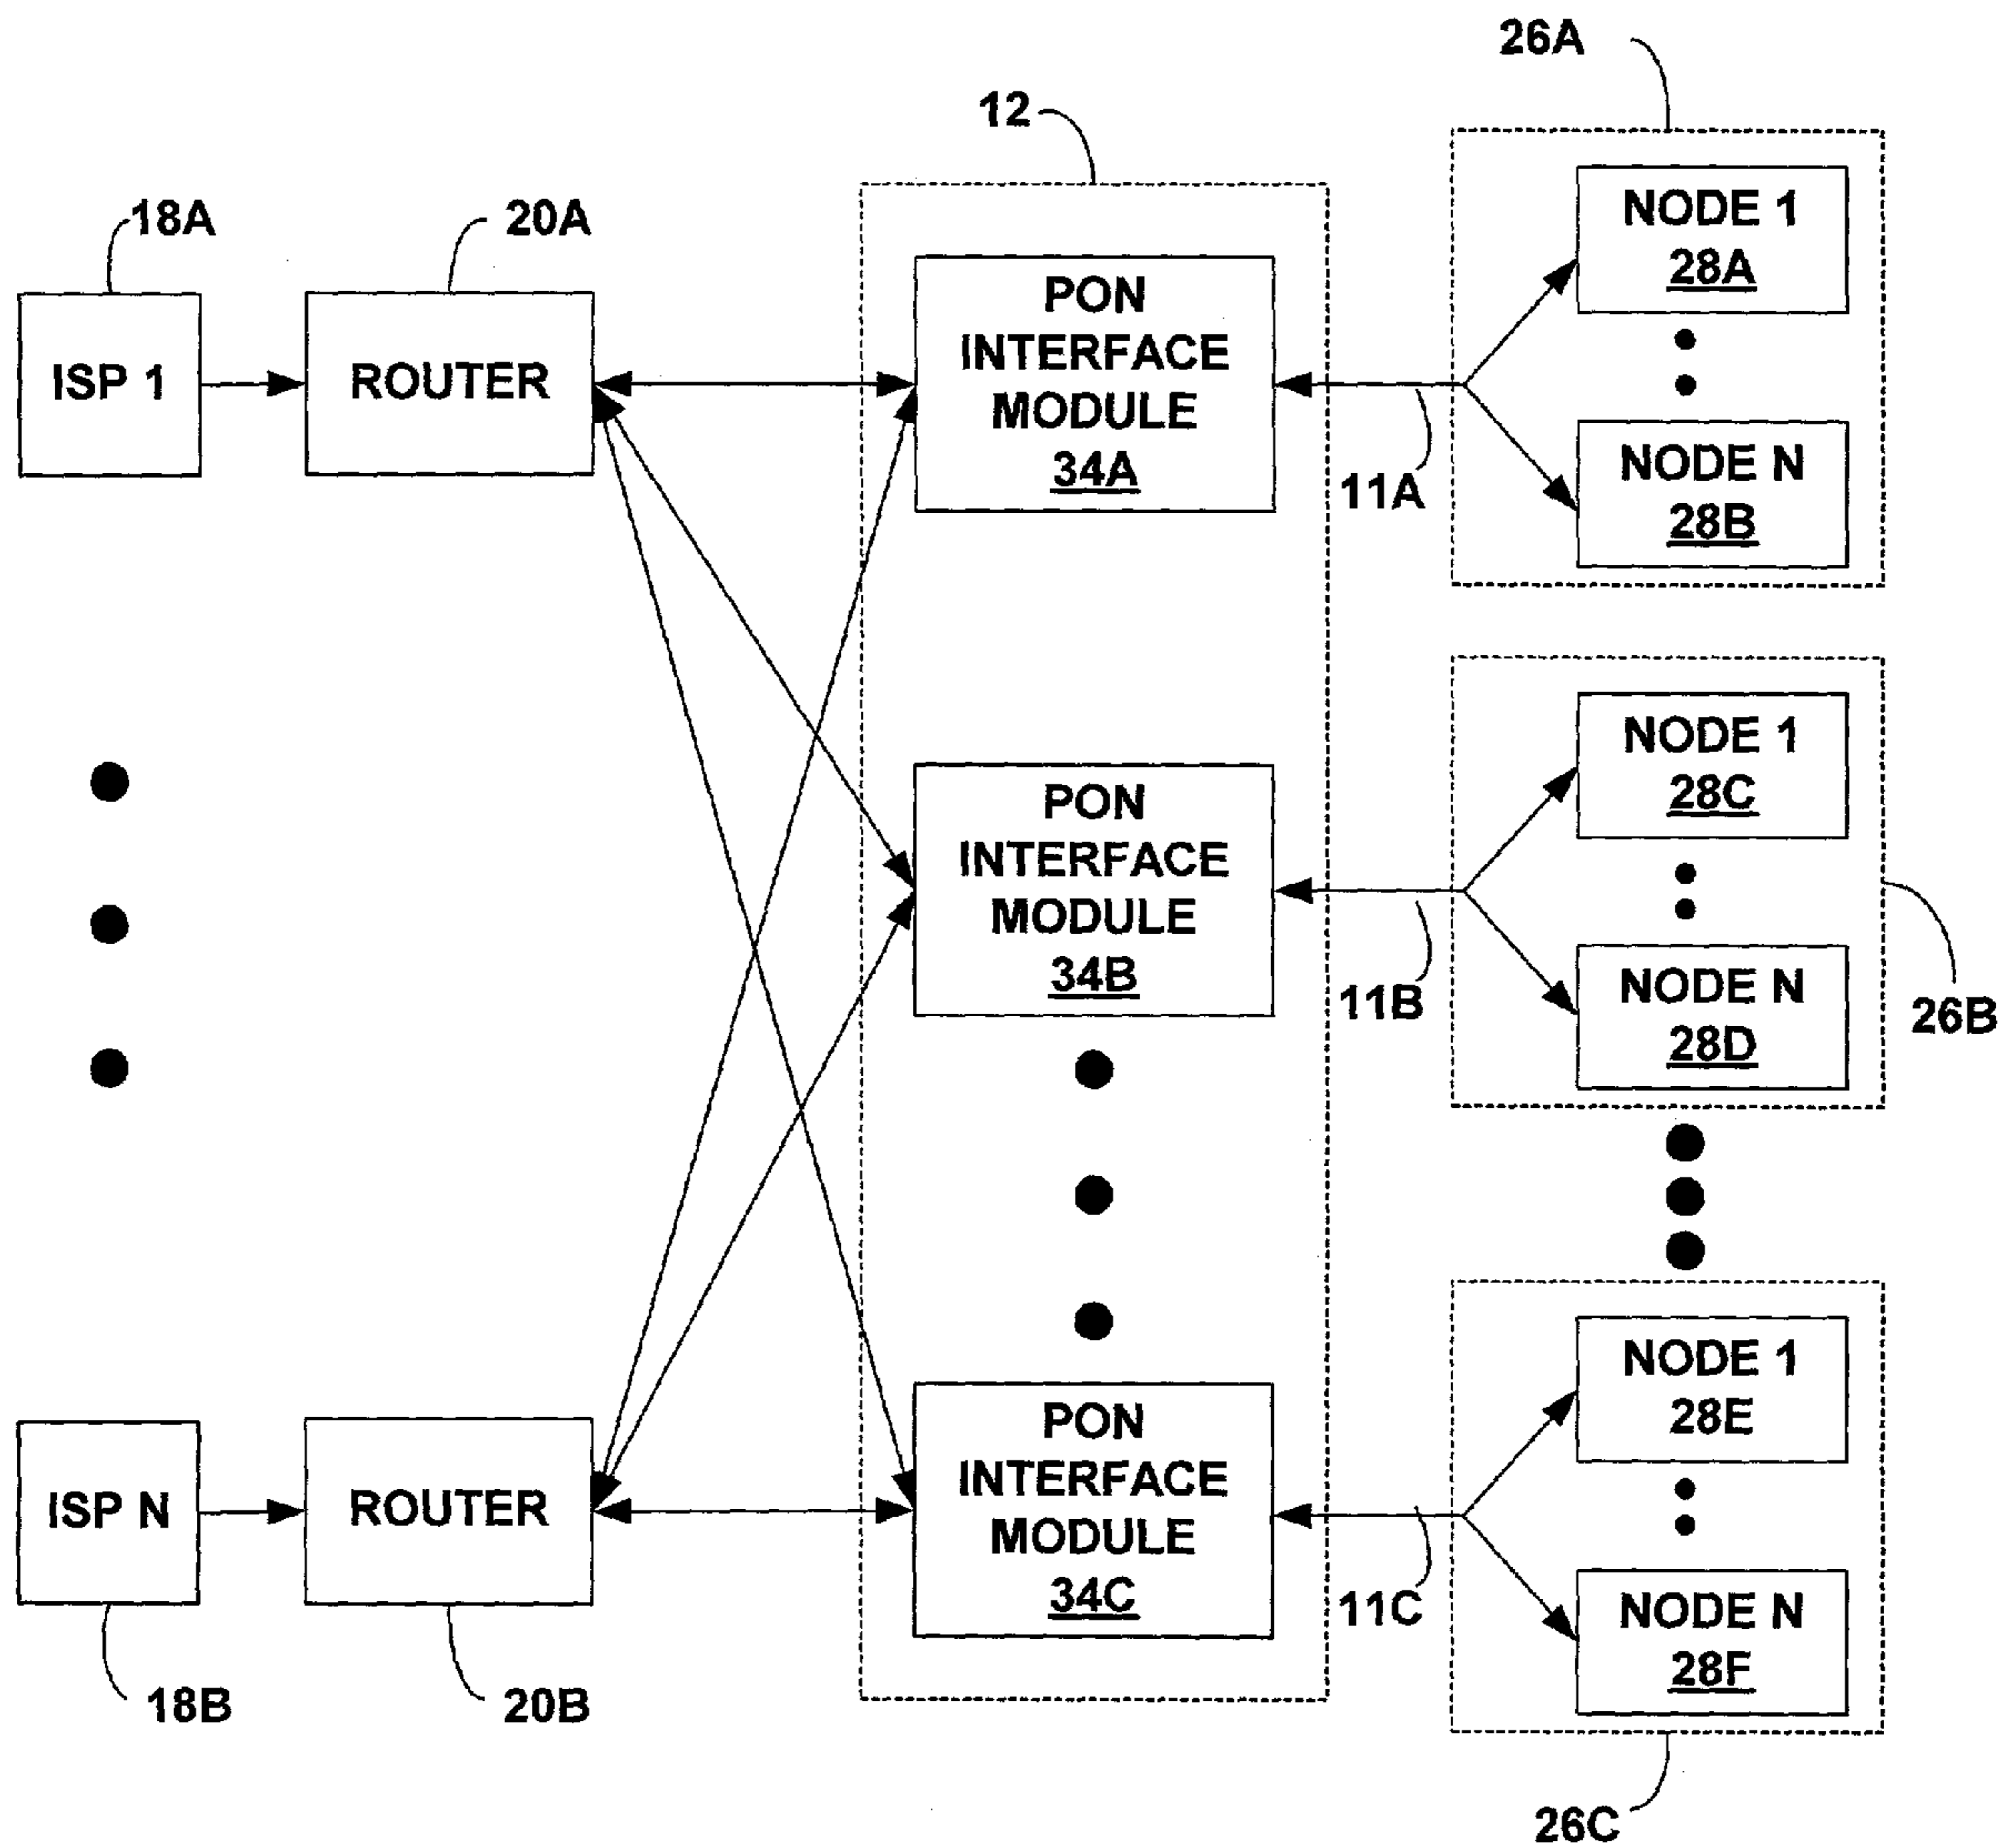 26A
12
18A
20A
NODE 1
28A
PON
INTERFACE
MODULE
34A
ISP 1
ROUTER
11A
NODE N
28B
NODE 1
28C
PON
INTERFACE
MODULE
34B
11B
NODE N
28D
26B
NODE 1
28E
PON
INTERFACE
MODULE
34C
ISP N
ROUTER
11C
NODE N
28F
18B
20B
26C